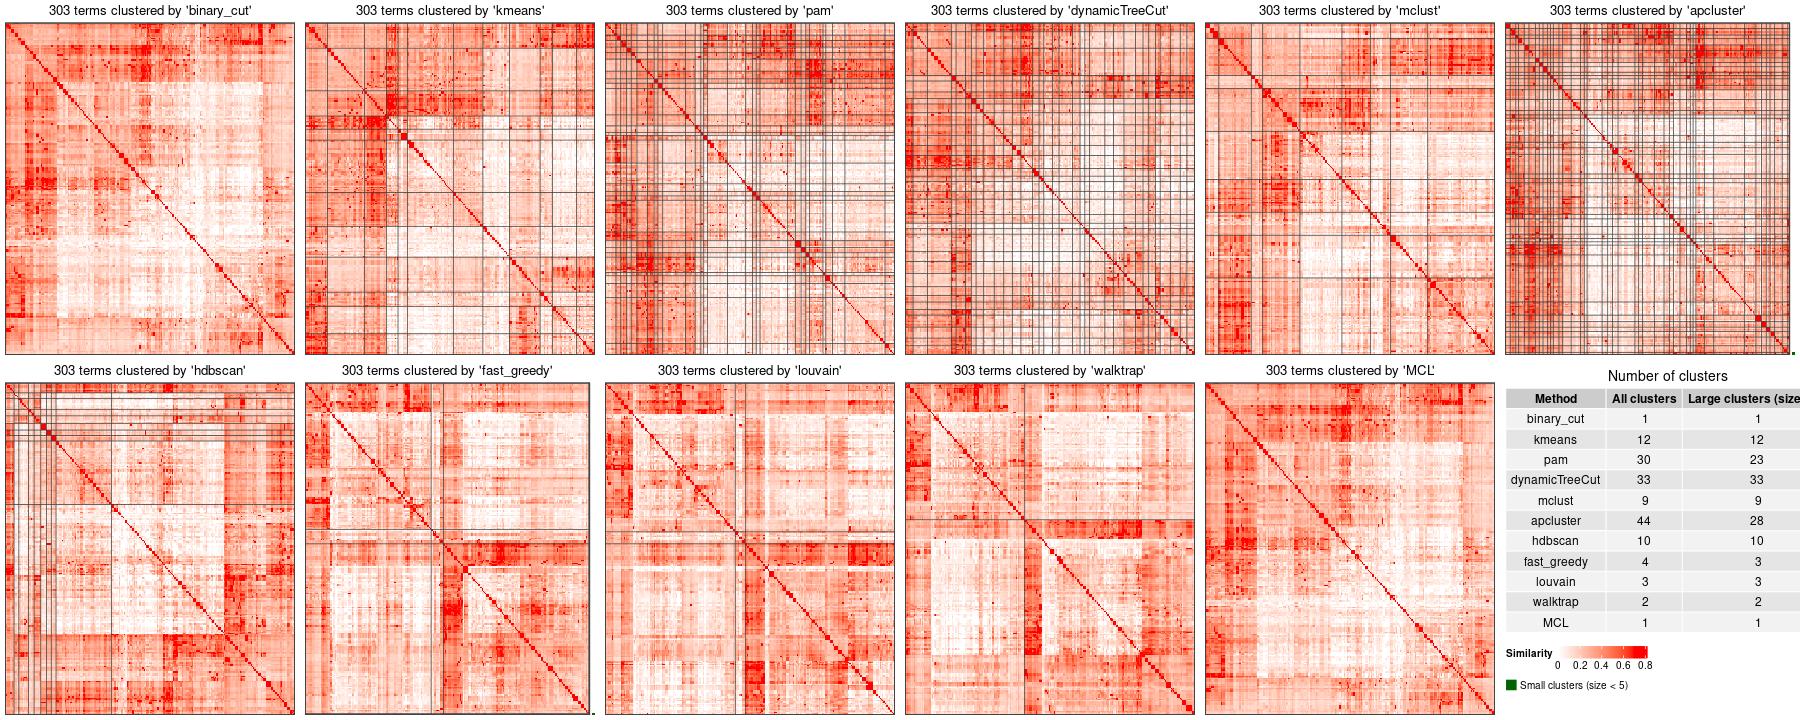 303 terms clustered by 'binary_cut'
303 terms clustered by 'kmeans'
303 terms clustered by 'pam'
303 terms clustered by 'dynamicTreeCut'
303 terms clustered by 'mclust'
303 terms clustered by 'apcluster'
303 terms clustered by 'hdbscan'
303 terms clustered by 'fast_greedy'
303 terms clustered by 'louvain'
303 terms clustered by 'walktrap'
303 terms clustered by 'MCL'
Number of clusters
Method All clusters Large clusters (size
binary_cut 1 1
kmeans 12 12
pam 30 23
dynamicTreeCut 33 33
mclust 9 9
apcluster 44 28
hdbscan 10 10
fast_greedy 4 3
louvain 3 3
walktrap 2 2
MCL 1 1
Similarity
0 0.2 0.4 0.6 0.8
Small clusters (size < 5)